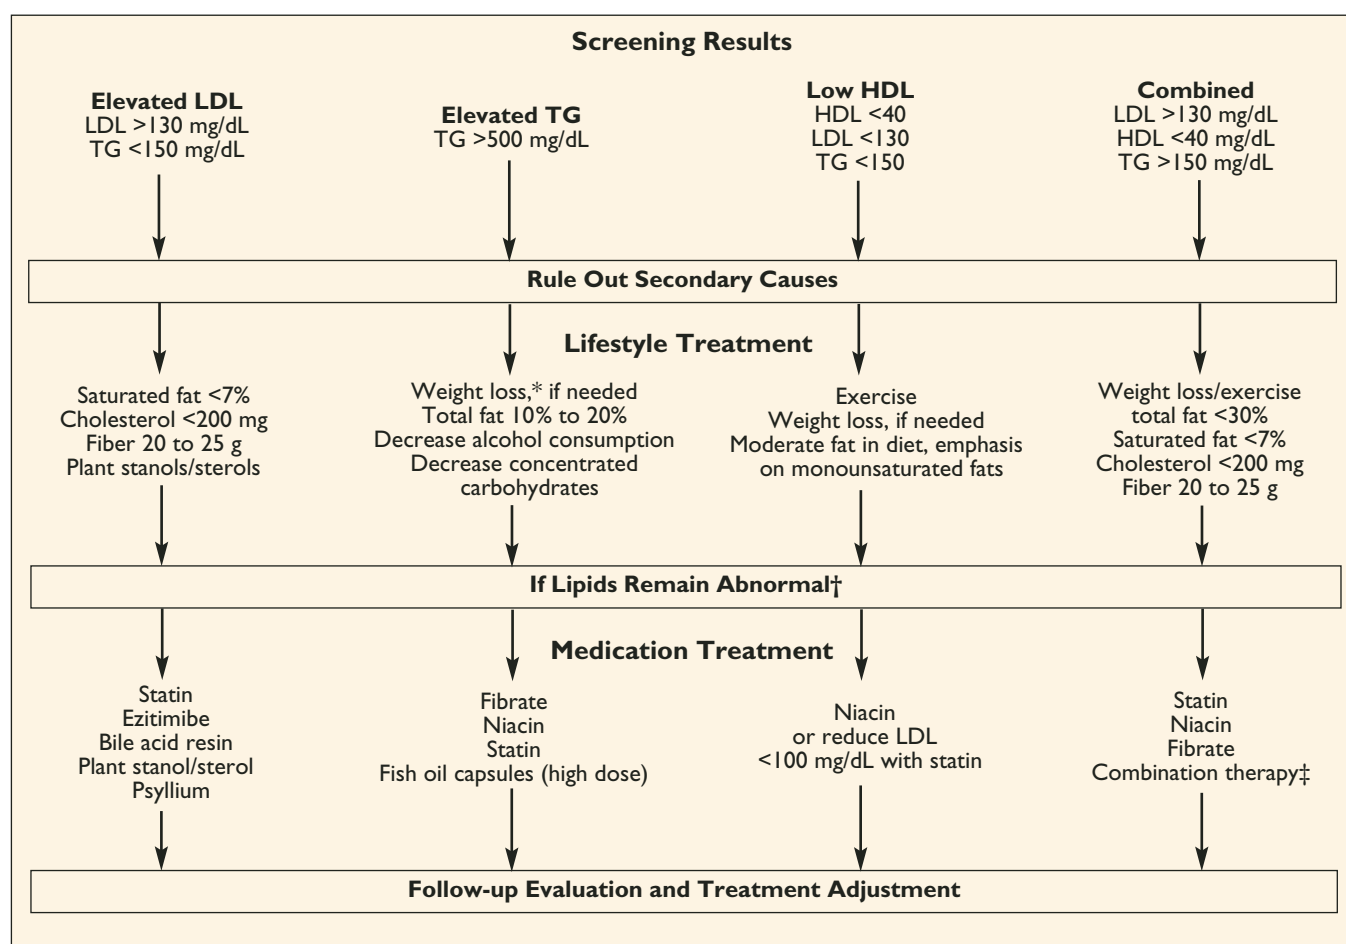 Screening Results
Elevated LDL
LDL >130 mg/dL
TG <150 mg/dL
Elevated TG
TG >500 mg/dL
Low HDL
HDL <40
LDL <130
TG <150
Combined
LDL >130 mg/dL
HDL <40 mg/dL
TG >150 mg/dL
Rule Out Secondary Causes
Lifestyle Treatment
Saturated fat <7%
Cholesterol <200 mg
Fiber 20 to 25 g
Plant stanols/sterols
Weight loss,* if needed
Total fat 10% to 20%
Decrease alcohol consumption
Decrease concentrated
carbohydrates
Exercise
Weight loss, if needed
Moderate fat in diet, emphasis
on monounsaturated fats
Weight loss/exercise
total fat <30%
Saturated fat <7%
Cholesterol <200 mg
Fiber 20 to 25 g
If Lipids Remain Abnormal†
Medication Treatment
Statin
Ezitimibe
Bile acid resin
Plant stanol/sterol
Psyllium
Fibrate
Niacin
Statin
Fish oil capsules (high dose)
Niacin
or reduce LDL
<100 mg/dL with statin
Statin
Niacin
Fibrate
Combination therapy‡
Follow-up Evaluation and Treatment Adjustment